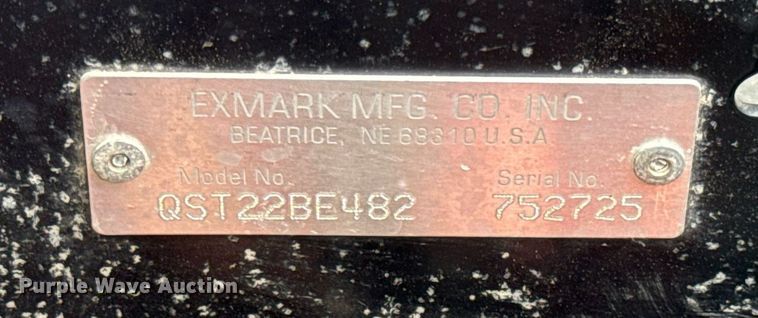 EXMARK MFG. CO. INC.
BEATRICE, NE 68310 U.S.A
Model No. Serial No.
QST22BE482 752725
Purple Wave Auction